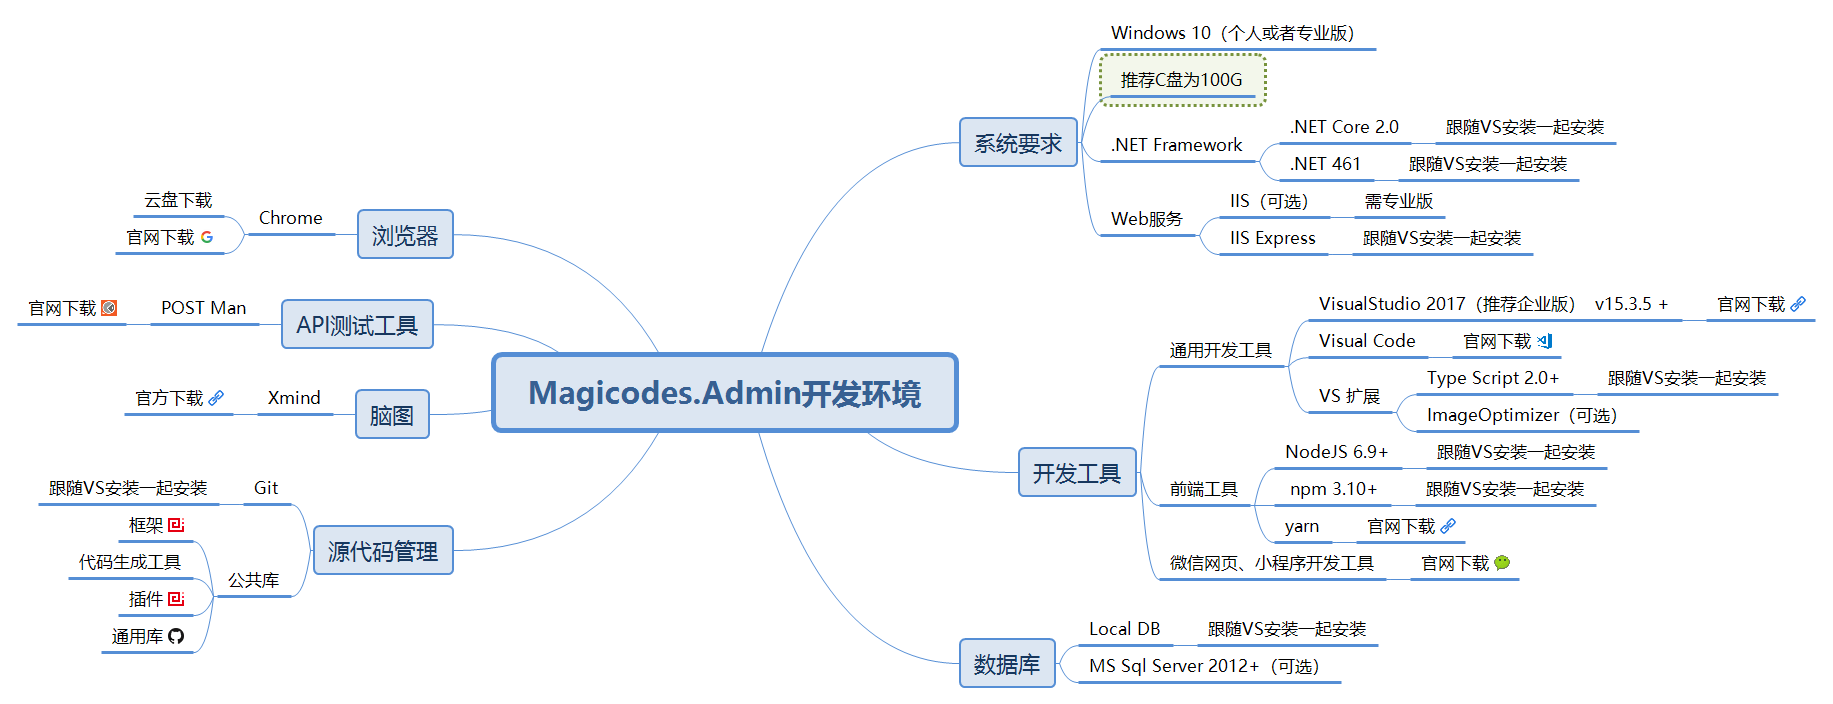 Magicodes.Admin开发环境
系统要求
Windows 10（个人或者专业版）
推荐C盘为100G
.NET Framework
.NET Core 2.0
跟随VS安装一起安装
.NET 461
跟随VS安装一起安装
Web服务
IIS（可选）
需专业版
IIS Express
跟随VS安装一起安装
开发工具
通用开发工具
VisualStudio 2017（推荐企业版） v15.3.5 +
官网下载
Visual Code
官网下载
VS 扩展
Type Script 2.0+
跟随VS安装一起安装
ImageOptimizer（可选）
前端工具
NodeJS 6.9+
跟随VS安装一起安装
npm 3.10+
跟随VS安装一起安装
yarn
官网下载
微信网页、小程序开发工具
官网下载
数据库
Local DB
跟随VS安装一起安装
MS Sql Server 2012+（可选）
浏览器
Chrome
云盘下载
官网下载
API测试工具
POST Man
官网下载
脑图
Xmind
官方下载
源代码管理
Git
跟随VS安装一起安装
公共库
框架
代码生成工具
插件
通用库